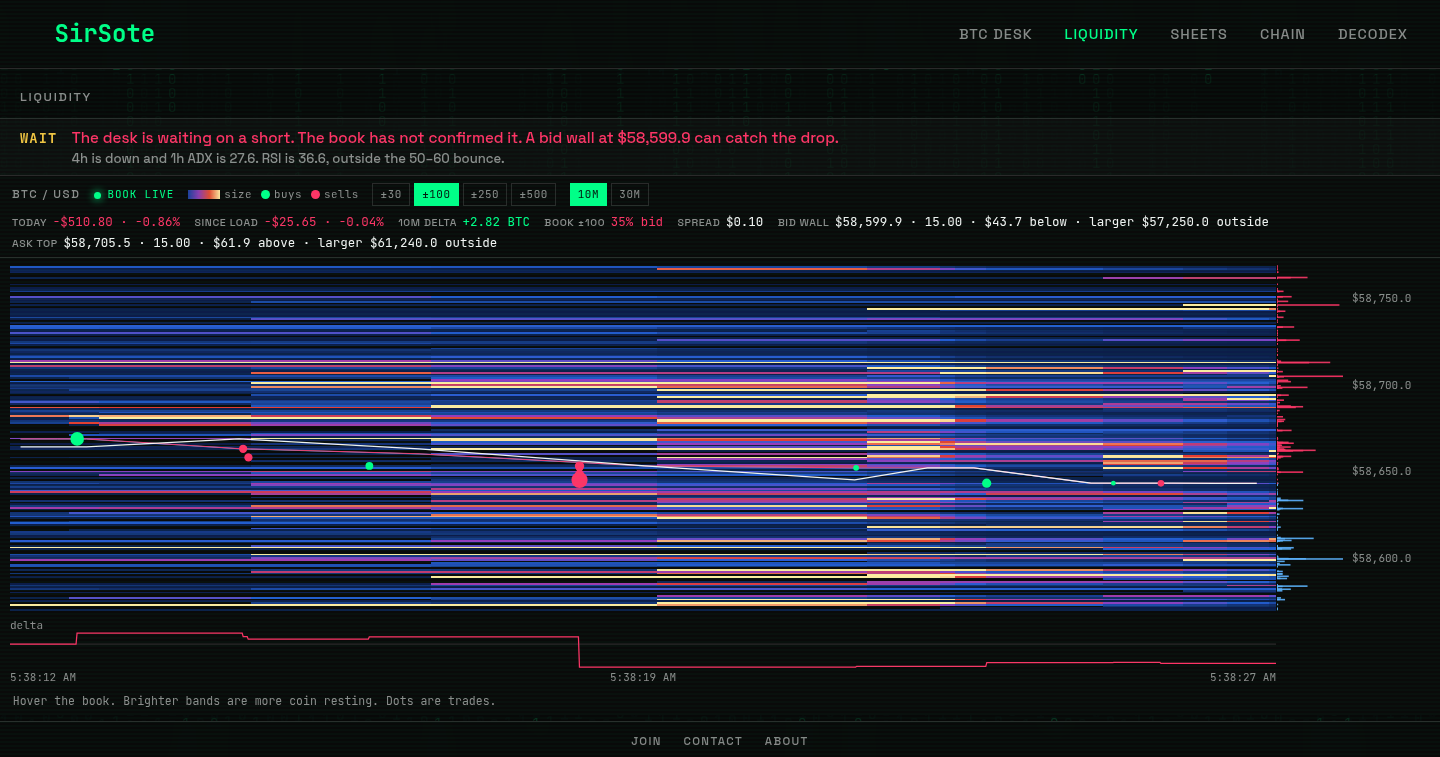 SirSote
BTC DESK LIQUIDITY SHEETS CHAIN DECODEX
LIQUIDITY
WAIT The desk is waiting on a short. The book has not confirmed it. A bid wall at $58,599.9 can catch the drop.
4h is down and 1h ADX is 27.6. RSI is 36.6, outside the 50–60 bounce.
BTC / USD BOOK LIVE size buys sells ±30 ±100 ±250 ±500 10M 30M
TODAY -$510.80 · -0.86% SINCE LOAD -$25.65 · -0.04% 10M DELTA +2.82 BTC BOOK ±100 35% bid SPREAD $0.10 BID WALL $58,599.9 · 15.00 · $43.7 below · larger $57,250.0 outside
ASK TOP $58,705.5 · 15.00 · $61.9 above · larger $61,240.0 outside
$58,750.0
$58,700.0
$58,650.0
$58,600.0
delta
5:38:12 AM 5:38:19 AM 5:38:27 AM
Hover the book. Brighter bands are more coin resting. Dots are trades.
JOIN CONTACT ABOUT